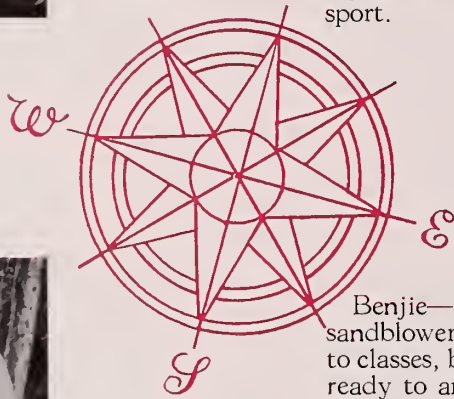 sport.
W
E
S
Benjie—
sandblower
to classes, b
ready to ar